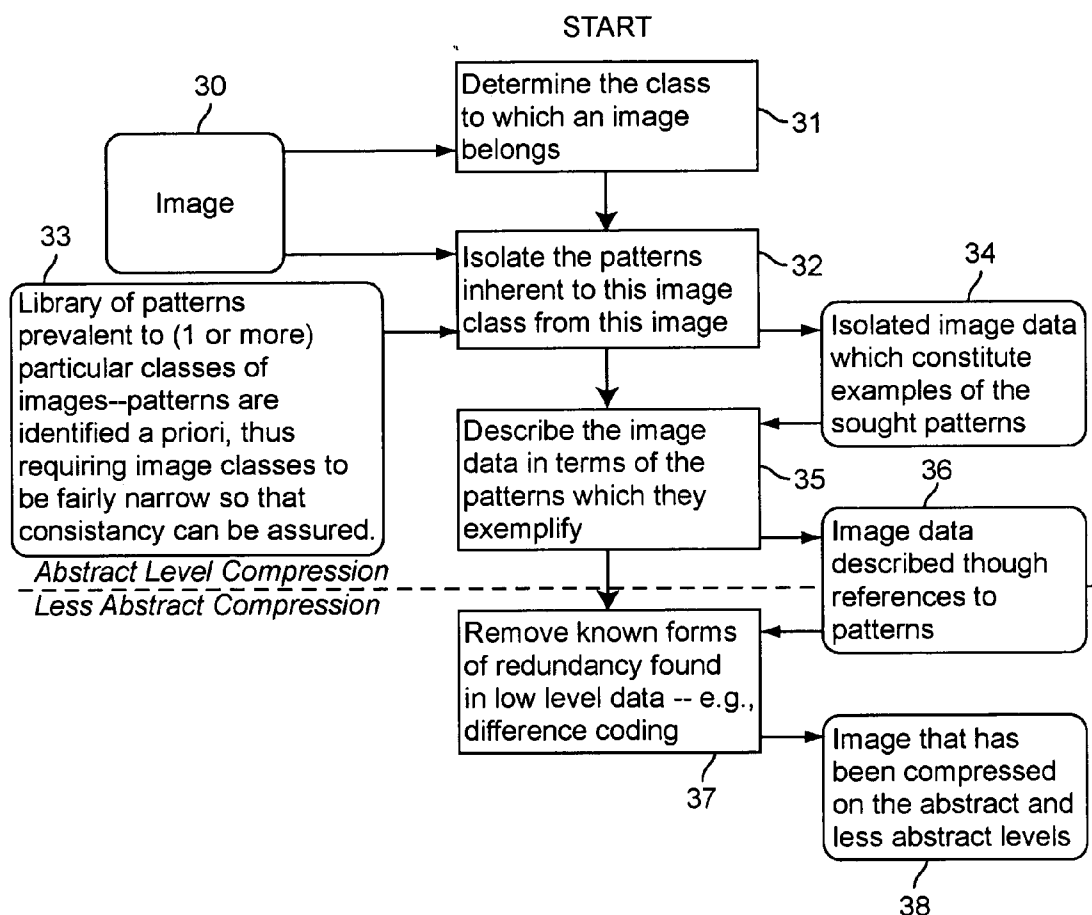 START
30
Image
Determine the class
to which an image
belongs
31
33
Library of patterns
prevalent to (1 or more)
particular classes of
images--patterns are
identified a priori, thus
requiring image classes to
be fairly narrow so that
consistancy can be assured.
Isolate the patterns
inherent to this image
class from this image
32
34
Isolated image data
which constitute
examples of the
sought patterns
Describe the image
data in terms of the
patterns which they
exemplify
35
36
Image data
described though
references to
patterns
Abstract Level Compression
Less Abstract Compression
Remove known forms
of redundancy found
in low level data -- e.g.,
difference coding
37
Image that has
been compressed
on the abstract and
less abstract levels
38